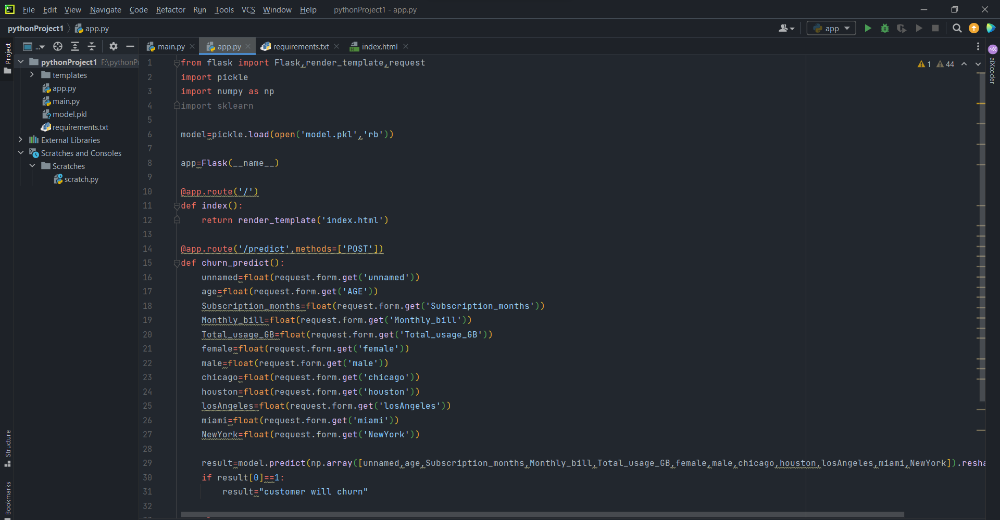 File Edit View Navigate Code Refactor Run Tools VCS Window Help pythonProject1 - app.py
pythonProject1 app.py
app
Project
...
main.py
app.py
requirements.txt
index.html
pythonProject1 F:\pythonP
templates
app.py
main.py
model.pkl
requirements.txt
External Libraries
Scratches and Consoles
Scratches
scratch.py
Structure
Bookmarks
1 from flask import Flask,render_template,request
2 import pickle
3 import numpy as np
4 import sklearn
5
6 model=pickle.load(open('model.pkl','rb'))
7
8 app=Flask(__name__)
9
10 @app.route('/')
11 def index():
12     return render_template('index.html')
13
14 @app.route('/predict',methods=['POST'])
15 def churn_predict():
16     unnamed=float(request.form.get('unnamed'))
17     age=float(request.form.get('AGE'))
18     Subscription_months=float(request.form.get('Subscription_months'))
19     Monthly_bill=float(request.form.get('Monthly_bill'))
20     Total_usage_GB=float(request.form.get('Total_usage_GB'))
21     female=float(request.form.get('female'))
22     male=float(request.form.get('male'))
23     chicago=float(request.form.get('chicago'))
24     houston=float(request.form.get('houston'))
25     losAngeles=float(request.form.get('losAngeles'))
26     miami=float(request.form.get('miami'))
27     NewYork=float(request.form.get('NewYork'))
28
29     result=model.predict(np.array([unnamed,age,Subscription_months,Monthly_bill,Total_usage_GB,female,male,chicago,houston,losAngeles,miami,NewYork]).resha
30     if result[0]==1:
31         result="customer will churn"
32
1 44
aiXcoder